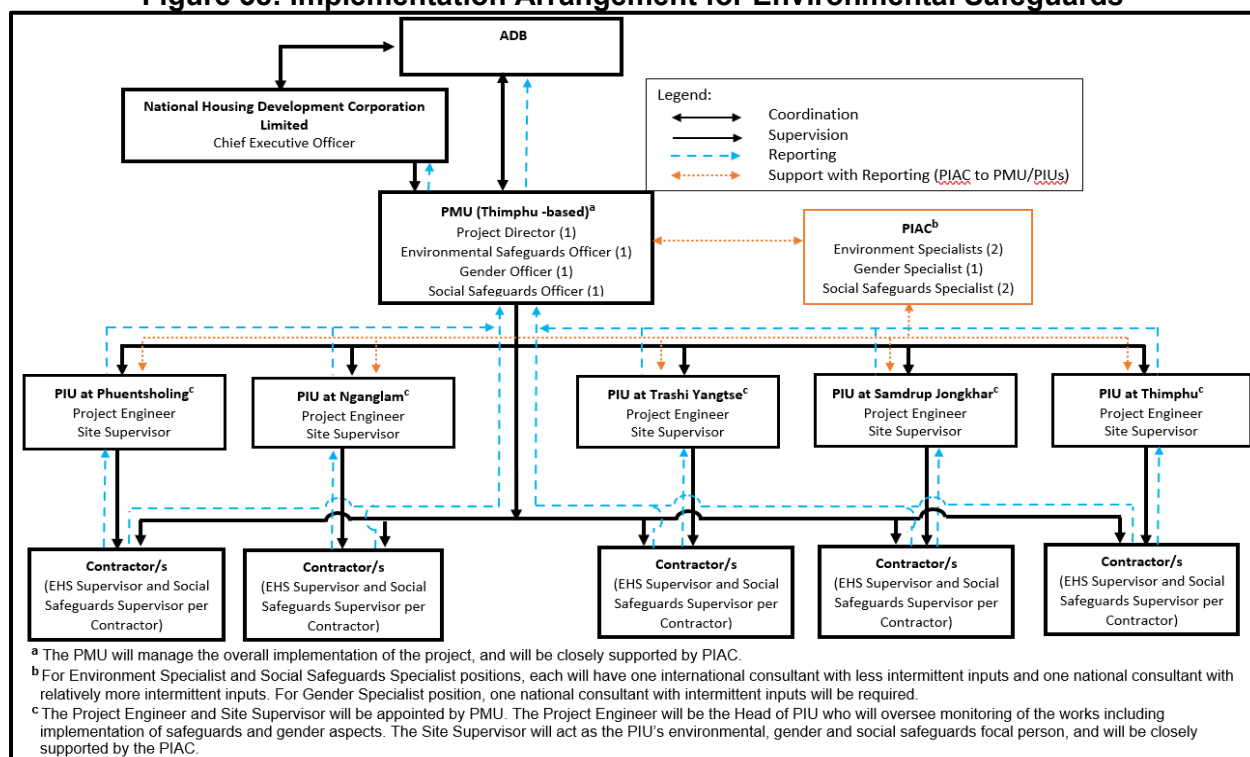 Figure 33: Implementation Arrangement for Environmental Safeguards
ADB
National Housing Development Corporation
Limited
Chief Executive Officer
Legend:
Coordination
Supervision
Reporting
Support with Reporting (PIAC to PMU/PIUs)
PMU (Thimphu -based)a
Project Director (1)
Environmental Safeguards Officer (1)
Gender Officer (1)
Social Safeguards Officer (1)
PIACb
Environment Specialists (2)
Gender Specialist (1)
Social Safeguards Specialist (2)
PIU at Phuentsholingc
Project Engineer
Site Supervisor
PIU at Nganglamc
Project Engineer
Site Supervisor
PIU at Trashi Yangtsec
Project Engineer
Site Supervisor
PIU at Samdrup Jongkharc
Project Engineer
Site Supervisor
PIU at Thimphuc
Project Engineer
Site Supervisor
Contractor/s
(EHS Supervisor and Social
Safeguards Supervisor per
Contractor)
Contractor/s
(EHS Supervisor and Social
Safeguards Supervisor per
Contractor)
Contractor/s
(EHS Supervisor and Social
Safeguards Supervisor per
Contractor)
Contractor/s
(EHS Supervisor and Social
Safeguards Supervisor per
Contractor)
Contractor/s
(EHS Supervisor and Social
Safeguards Supervisor per
Contractor)
a The PMU will manage the overall implementation of the project, and will be closely supported by PIAC.
b For Environment Specialist and Social Safeguards Specialist positions, each will have one international consultant with less intermittent inputs and one national consultant with
relatively more intermittent inputs. For Gender Specialist position, one national consultant with intermittent inputs will be required.
c The Project Engineer and Site Supervisor will be appointed by PMU. The Project Engineer will be the Head of PIU who will oversee monitoring of the works including
implementation of safeguards and gender aspects. The Site Supervisor will act as the PIU's environmental, gender and social safeguards focal person, and will be closely
supported by the PIAC.